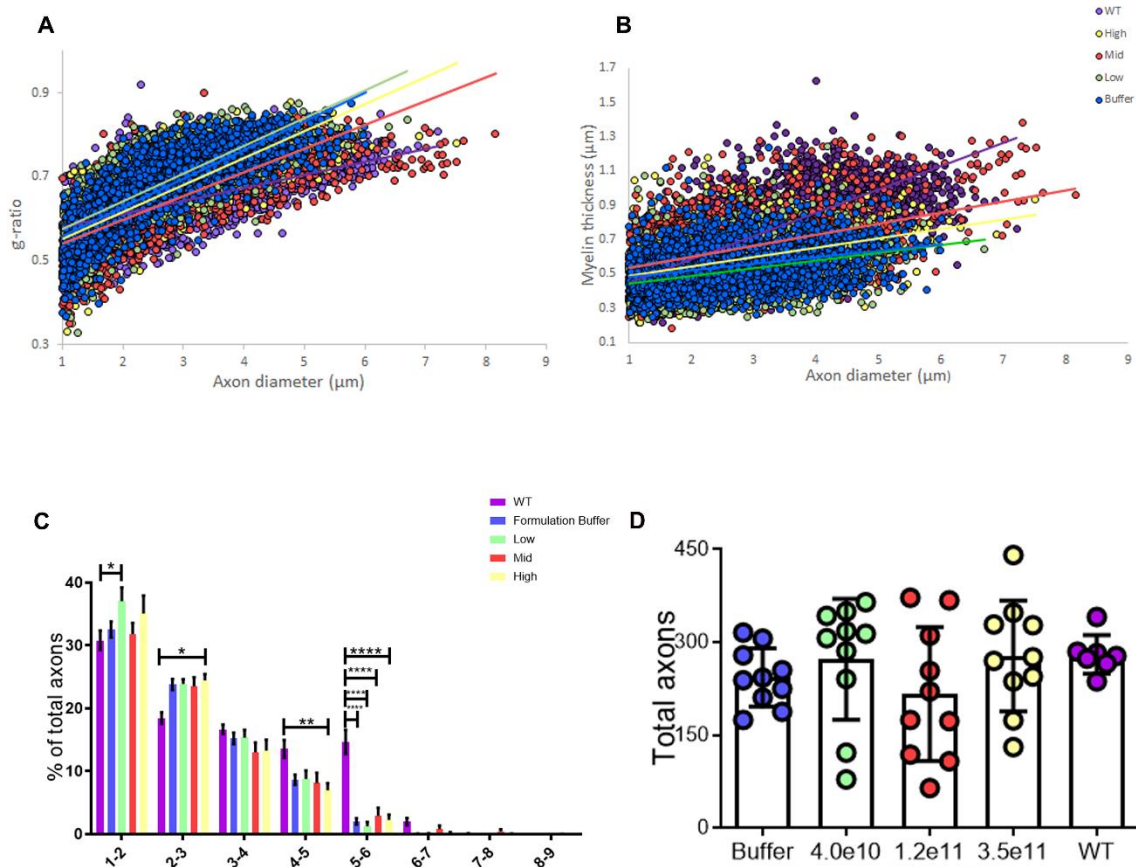 A
0.9
0.7
0.5
0.3
g-ratio
1 2 3 4 5 6 7 8 9
Axon diameter (µm)
B
WT
High
Mid
Low
Buffer
1.7
1.5
1.3
1.1
0.9
0.7
0.5
0.3
0.1
Myelin thickness (µm)
1 2 3 4 5 6 7 8 9
Axon diameter (µm)
C
WT
Formulation Buffer
Low
Mid
High
% of total axons
40
30
20
10
0
*
*
**
****
****
****
****
1-2 2-3 3-4 4-5 5-6 6-7 7-8 8-9
D
Total axons
450
300
150
0
Buffer 4.0e10 1.2e11 3.5e11 WT